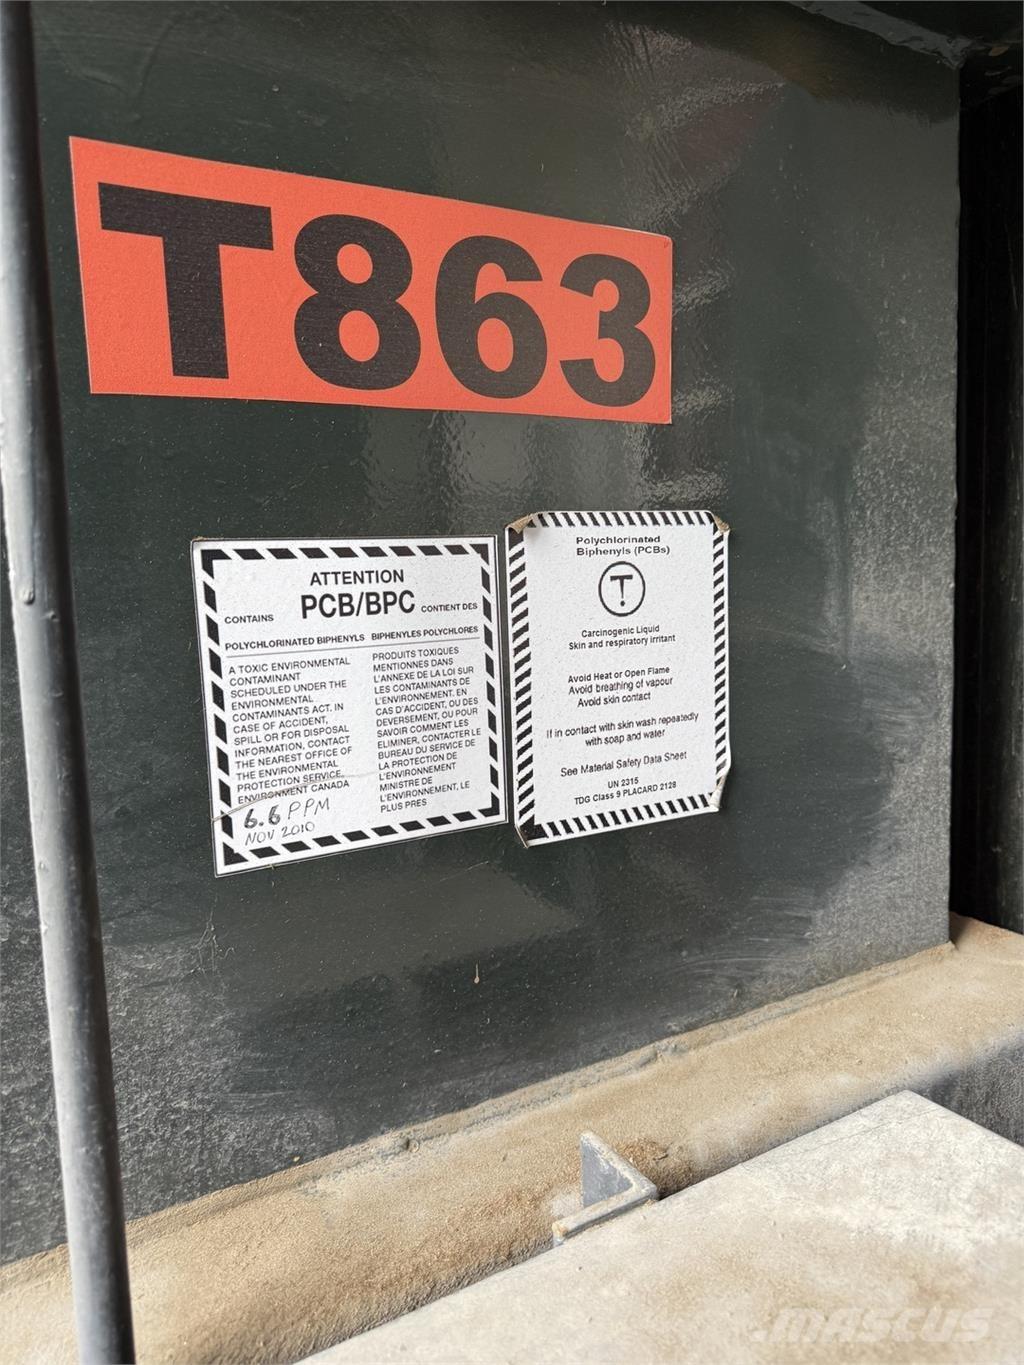 T863
ATTENTION
CONTAINS PCB/BPC CONTIENT DES
POLYCHLORINATED BIPHENYLS BIPHENYLES POLYCHLORES
A TOXIC ENVIRONMENTAL
CONTAMINANT
SCHEDULED UNDER THE
ENVIRONMENTAL
CONTAMINANTS ACT. IN
CASE OF ACCIDENT,
SPILL OR FOR DISPOSAL
INFORMATION, CONTACT
THE NEAREST OFFICE OF
THE ENVIRONMENTAL
PROTECTION SERVICE,
ENVIRONMENT CANADA
PRODUITS TOXIQUES
MENTIONNES DANS
L'ANNEXE DE LA LOI SUR
LES CONTAMINANTS DE
L'ENVIRONNEMENT. EN
CAS D'ACCIDENT, OU DES
DEVERSEMENT, OU POUR
SAVOIR COMMENT LES
ELIMINER, CONTACTER LE
BUREAU DU SERVICE DE
LA PROTECTION DE
L'ENVIRONNEMENT
MINISTRE DE
L'ENVIRONNEMENT, LE
PLUS PRES
6.6 PPM
NOV 2010
Polychlorinated
Biphenyls (PCBs)
T
Carcinogenic Liquid
Skin and respiratory irritant
Avoid Heat or Open Flame
Avoid breathing of vapour
Avoid skin contact
If in contact with skin wash repeatedly
with soap and water
See Material Safety Data Sheet
UN 2315
TDG Class 9 PLACARD 2128
MASCUS